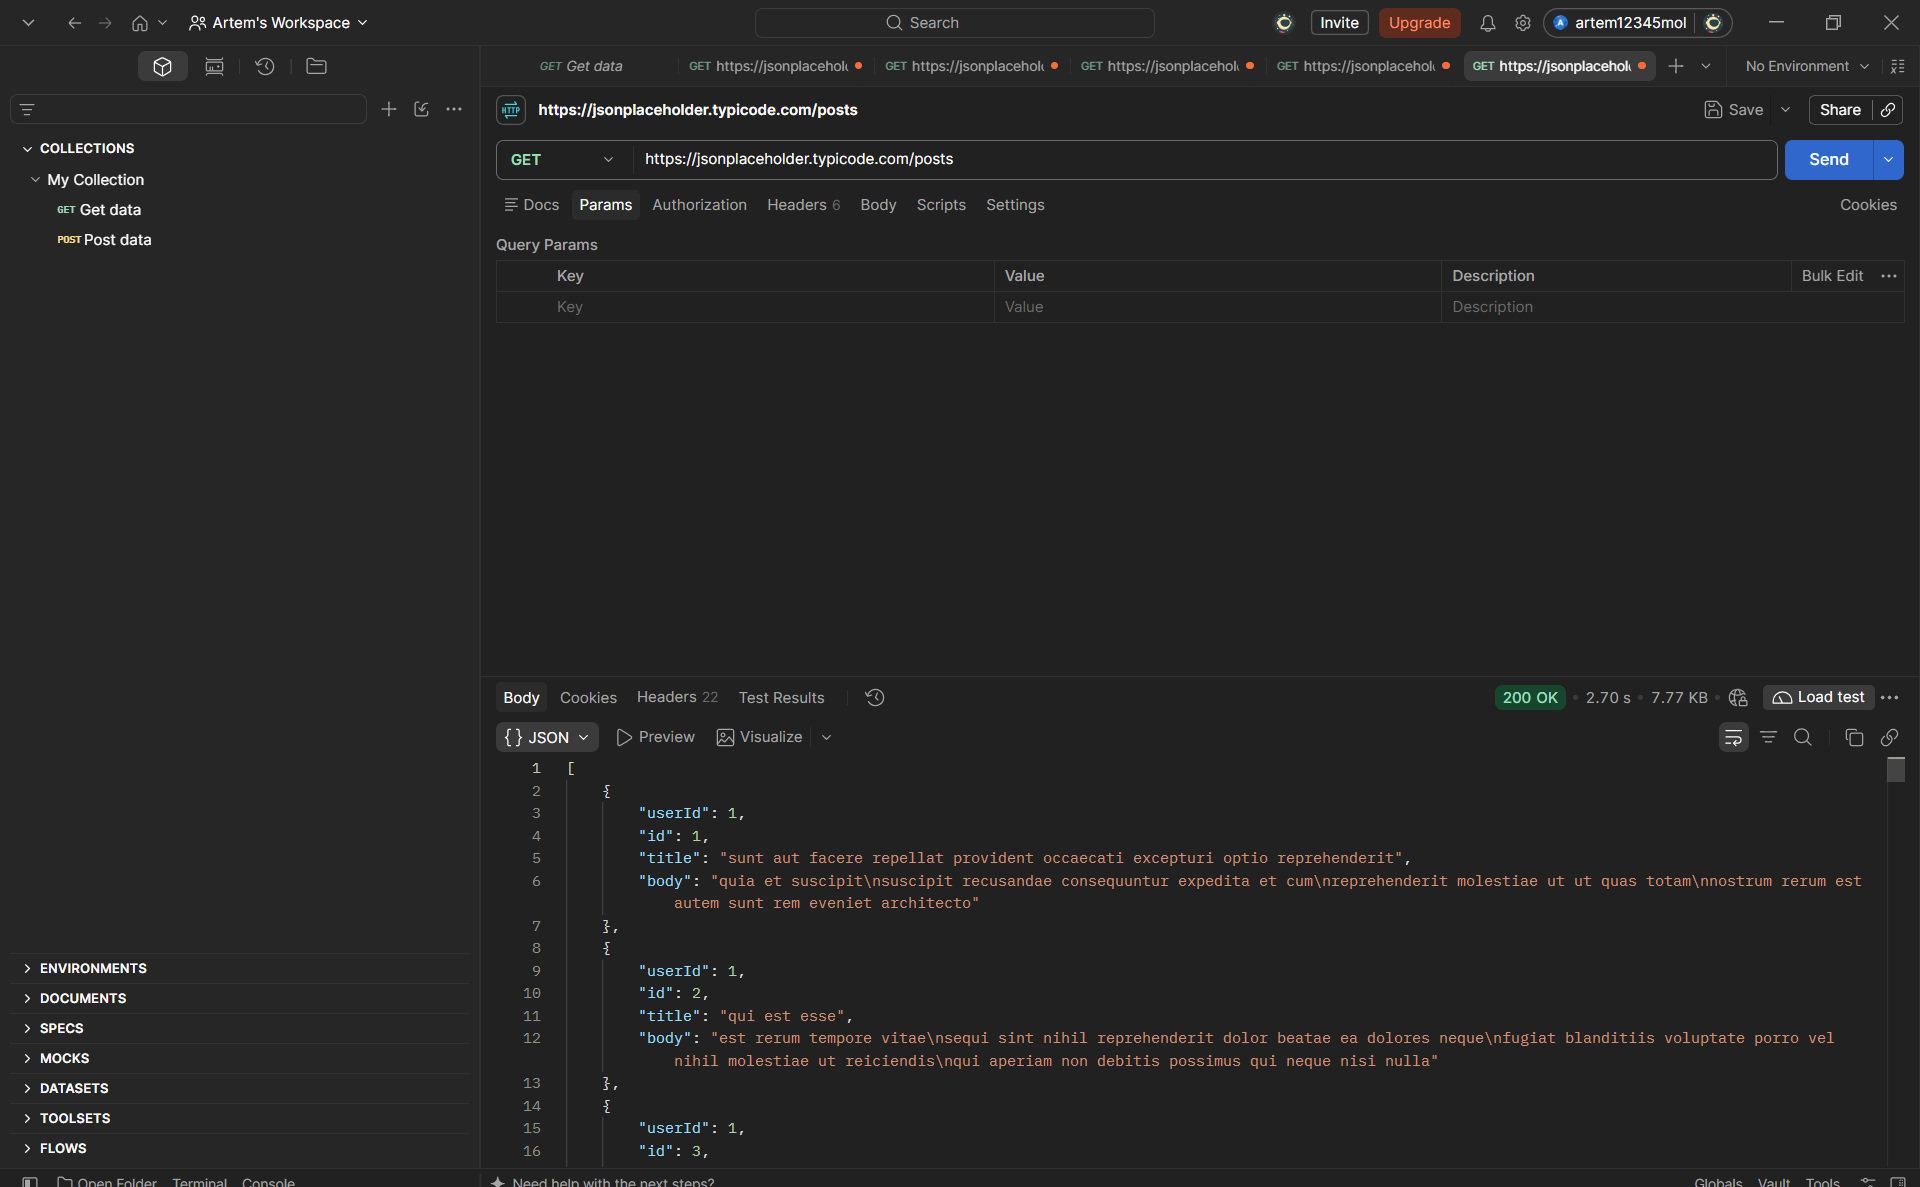 Artem's Workspace
Search
Invite
Upgrade
artem12345mol
GET Get data
GET https://jsonplacehol
GET https://jsonplacehol
GET https://jsonplacehol
GET https://jsonplacehol
GET https://jsonplacehol
No Environment
HTTP https://jsonplaceholder.typicode.com/posts
Save
Share
COLLECTIONS
My Collection
GET Get data
POST Post data
GET https://jsonplaceholder.typicode.com/posts
Send
Docs Params Authorization Headers 6 Body Scripts Settings
Cookies
Query Params
Key Value Description Bulk Edit
Key Value Description
Body Cookies Headers 22 Test Results
200 OK • 2.70 s • 7.77 KB
Load test
{} JSON Preview Visualize
1 [
2 {
3 "userId": 1,
4 "id": 1,
5 "title": "sunt aut facere repellat provident occaecati excepturi optio reprehenderit",
6 "body": "quia et suscipit\nsuscipit recusandae consequuntur expedita et cum\nreprehenderit molestiae ut ut quas totam\nnostrum rerum est
autem sunt rem eveniet architecto"
7 },
8 {
9 "userId": 1,
10 "id": 2,
11 "title": "qui est esse",
12 "body": "est rerum tempore vitae\nsequi sint nihil reprehenderit dolor beatae ea dolores neque\nfugiat blanditiis voluptate porro vel
nihil molestiae ut reiciendis\nqui aperiam non debitis possimus qui neque nisi nulla"
13 },
14 {
15 "userId": 1,
16 "id": 3,
ENVIRONMENTS
DOCUMENTS
SPECS
MOCKS
DATASETS
TOOLSETS
FLOWS
Open Folder Terminal Console
Need help with the next steps?
Globals Vault Tools